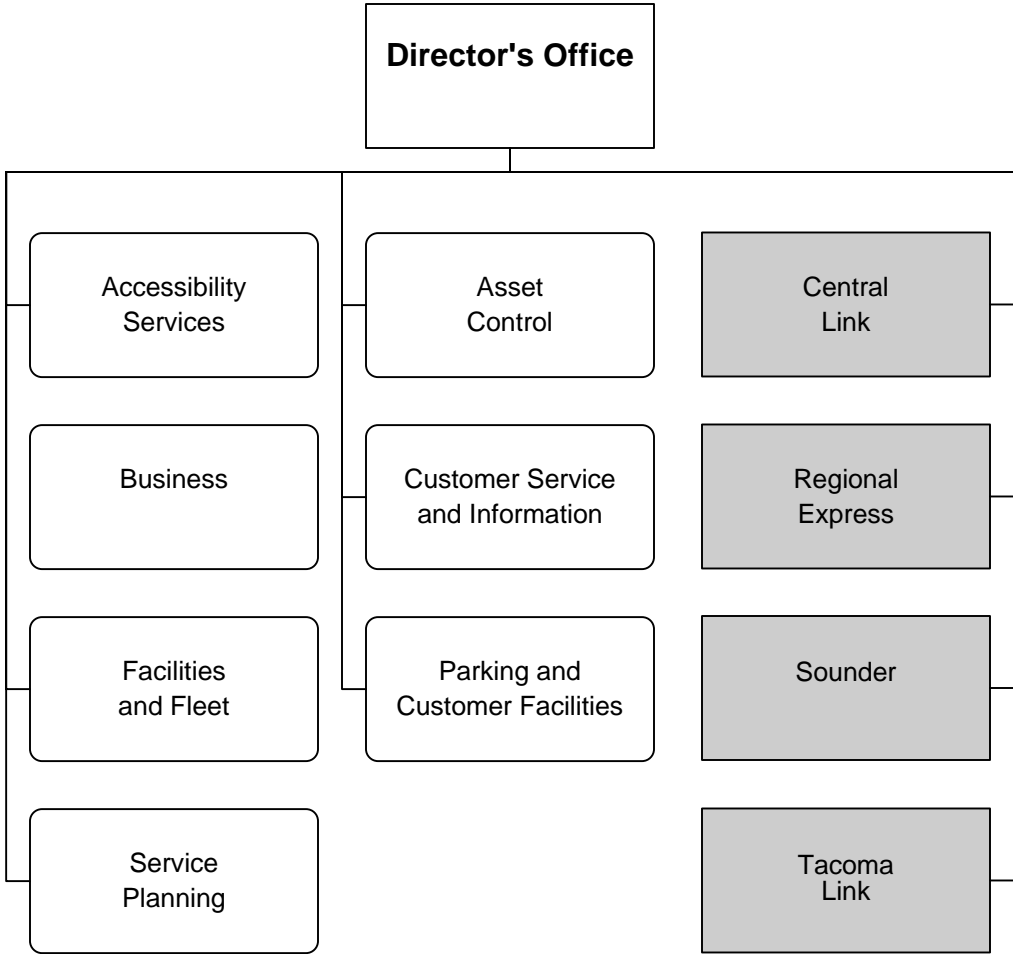 Director's Office
Accessibility
Services
Asset
Control
Central
Link
Business
Customer Service
and Information
Regional
Express
Facilities
and Fleet
Parking and
Customer Facilities
Sounder
Service
Planning
Tacoma
Link